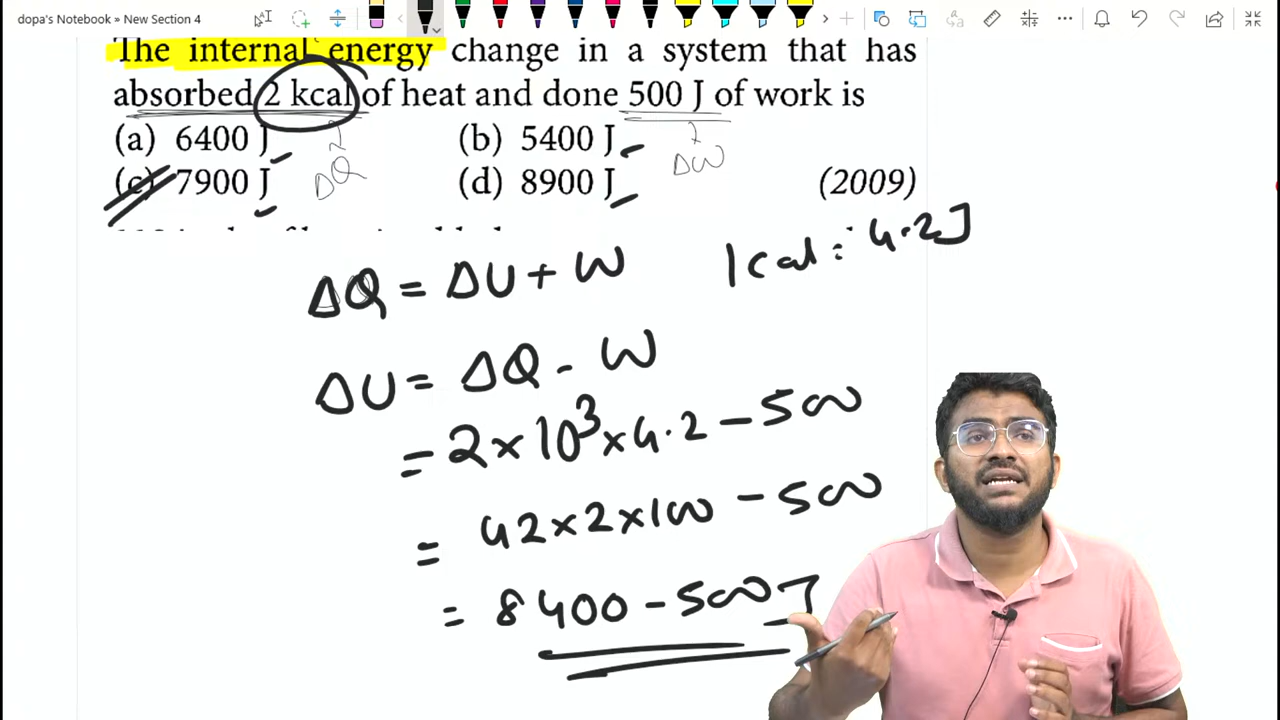 dopa's Notebook » New Section 4
The internal energy change in a system that has
absorbed 2 kcal of heat and done 500 J of work is
(a) 6400 J (b) 5400 J
ΔQ ΔW
(c) 7900 J (d) 8900 J (2009)
1 cal = 4.2J
ΔQ = ΔU + W
ΔU = ΔQ - W
= 2 × 10³ × 4.2 - 500
= 42 × 2 × 100 - 500
= 8400 - 500 J